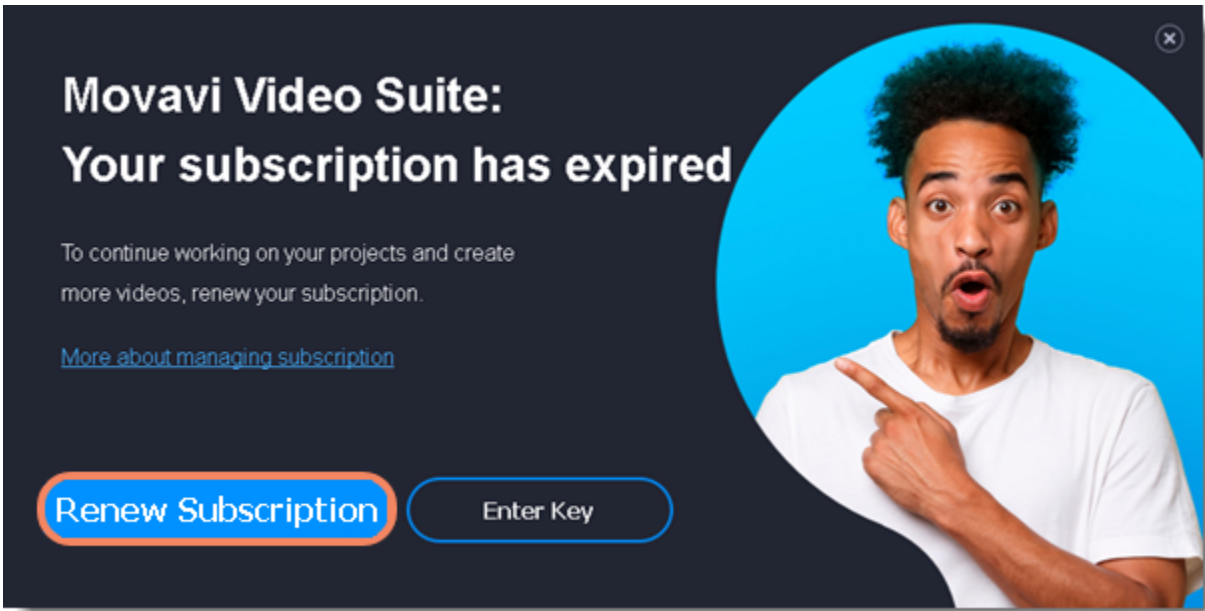 Movavi Video Suite:
Your subscription has expired
To continue working on your projects and create
more videos, renew your subscription.
More about managing subscription
Renew Subscription
Enter Key